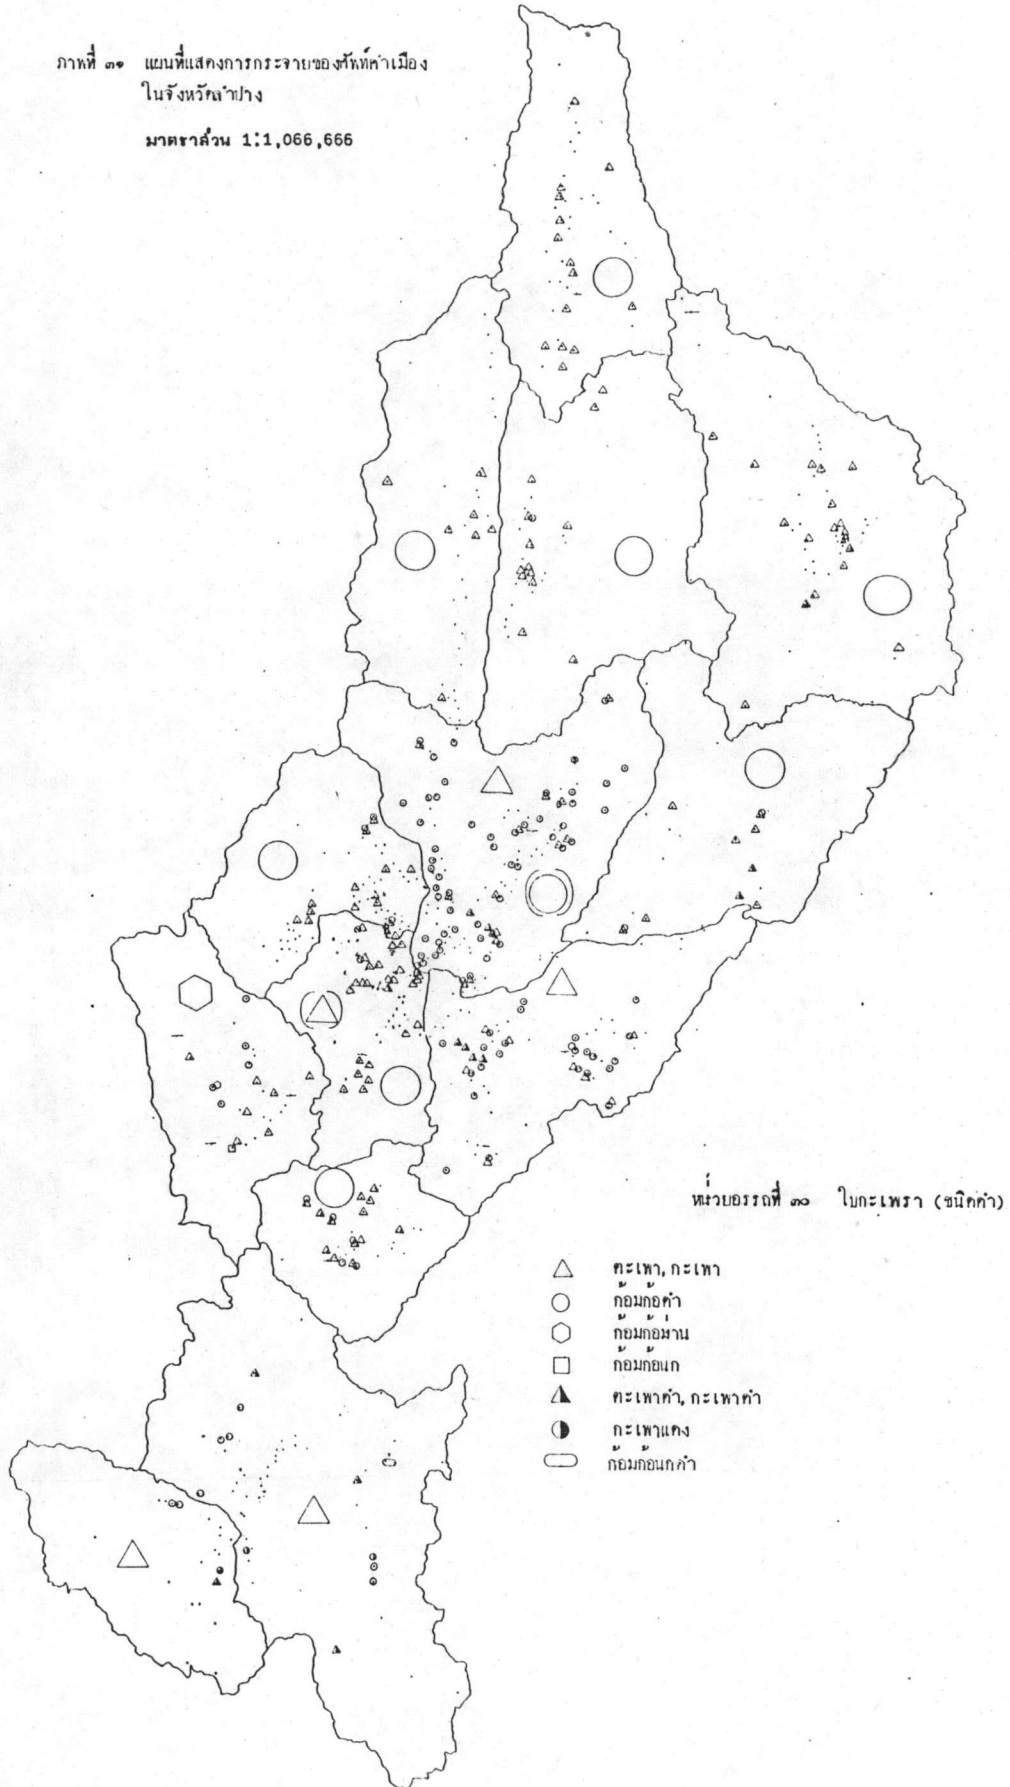 ภาพที่ ๓๑ แผนที่แสดงการกระจายของศัพท์คำเมือง
ในจังหวัดลำปาง
มาตราส่วน 1:1,066,666
หน่วยอรรถที่ ๓๐ ใบกะเพรา (ชนิดดำ)
ตะเพา, กะเพา
ก้อมก้อดำ
ก้อมก้อม่าน
ก้อมก้อแก
ตะเพาดำ, กะเพาดำ
กะเพาแดง
ก้อมก้อแกดำ